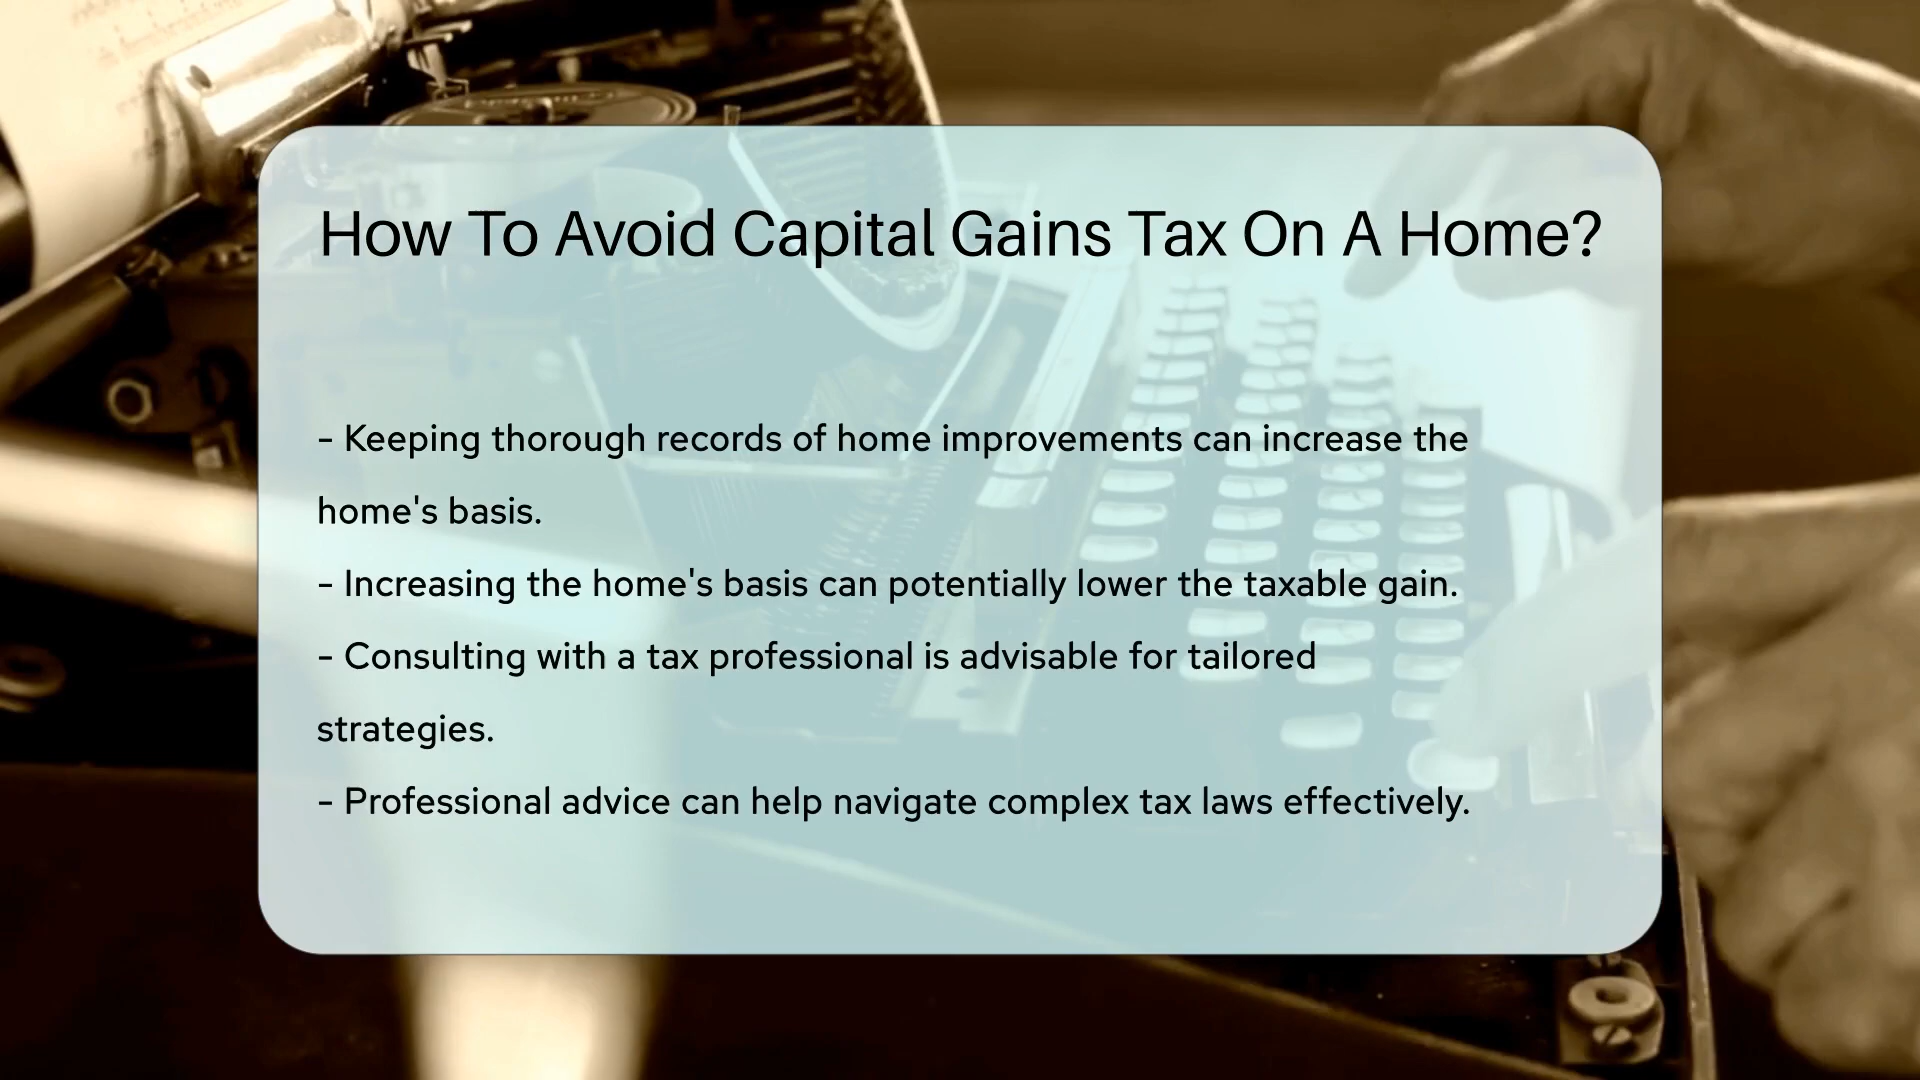 How To Avoid Capital Gains Tax On A Home?
- Keeping thorough records of home improvements can increase the
home's basis.
- Increasing the home's basis can potentially lower the taxable gain.
- Consulting with a tax professional is advisable for tailored
strategies.
- Professional advice can help navigate complex tax laws effectively.